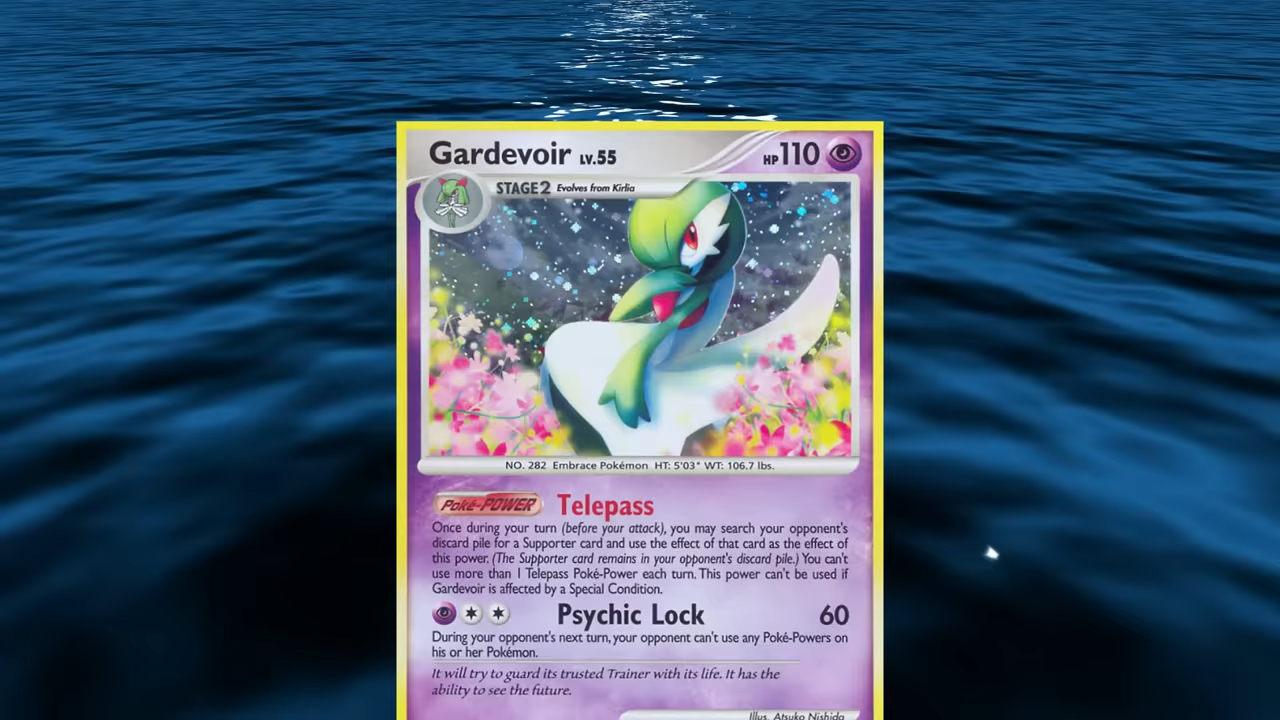 Gardevoir LV.55 HP 110
STAGE2 Evolves from Kirlia
NO. 282 Embrace Pokémon HT: 5'03" WT: 106.7 lbs.
Poké-POWER Telepass
Once during your turn (before your attack), you may search your opponent's
discard pile for a Supporter card and use the effect of that card as the effect of
this power. (The Supporter card remains in your opponent's discard pile.) You can't
use more than 1 Telepass Poké-Power each turn. This power can't be used if
Gardevoir is affected by a Special Condition.
Psychic Lock 60
During your opponent's next turn, your opponent can't use any Poké-Powers on
his or her Pokémon.
It will try to guard its trusted Trainer with its life. It has the
ability to see the future.
Illus. Atsuko Nishida